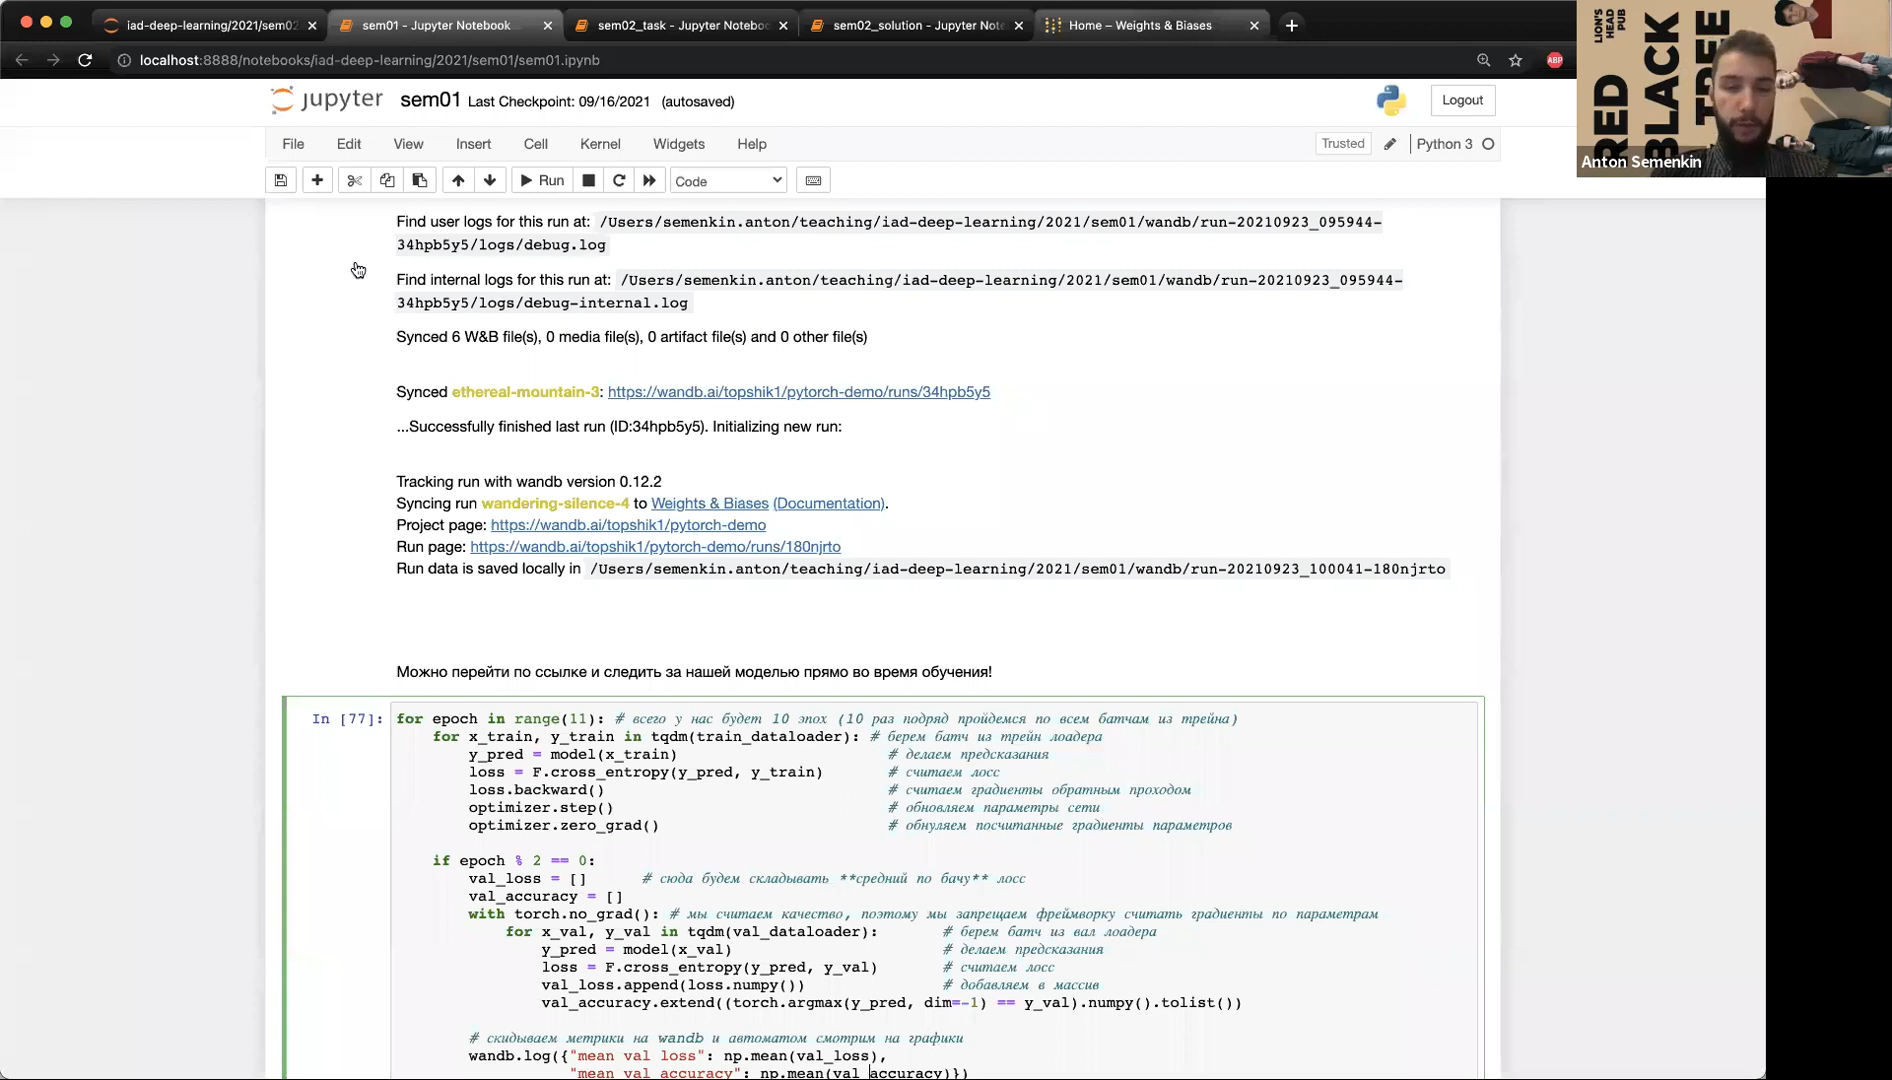 iad-deep-learning/2021/sem02
sem01 - Jupyter Notebook
sem02_task - Jupyter Notebo
sem02_solution - Jupyter Not
Home – Weights & Biases
localhost:8888/notebooks/iad-deep-learning/2021/sem01/sem01.ipynb
ABP
LION'S
HEAD
PUB
RED
BLACK
TREE
Anton Semenkin
jupyter sem01 Last Checkpoint: 09/16/2021 (autosaved)
Logout
File Edit View Insert Cell Kernel Widgets Help
Trusted Python 3
Run Code
Find user logs for this run at: /Users/semenkin.anton/teaching/iad-deep-learning/2021/sem01/wandb/run-20210923_095944-
34hpb5y5/logs/debug.log
Find internal logs for this run at: /Users/semenkin.anton/teaching/iad-deep-learning/2021/sem01/wandb/run-20210923_095944-
34hpb5y5/logs/debug-internal.log
Synced 6 W&B file(s), 0 media file(s), 0 artifact file(s) and 0 other file(s)
Synced ethereal-mountain-3: https://wandb.ai/topshik1/pytorch-demo/runs/34hpb5y5
...Successfully finished last run (ID:34hpb5y5). Initializing new run:
Tracking run with wandb version 0.12.2
Syncing run wandering-silence-4 to Weights & Biases (Documentation).
Project page: https://wandb.ai/topshik1/pytorch-demo
Run page: https://wandb.ai/topshik1/pytorch-demo/runs/180njrto
Run data is saved locally in /Users/semenkin.anton/teaching/iad-deep-learning/2021/sem01/wandb/run-20210923_100041-180njrto
Можно перейти по ссылке и следить за нашей моделью прямо во время обучения!
In [77]: for epoch in range(11): # всего у нас будет 10 эпох (10 раз подряд пройдемся по всем батчам из трейна)
for x_train, y_train in tqdm(train_dataloader): # берем батч из трейн лоадера
y_pred = model(x_train) # делаем предсказания
loss = F.cross_entropy(y_pred, y_train) # считаем лосс
loss.backward() # считаем градиенты обратным проходом
optimizer.step() # обновляем параметры сети
optimizer.zero_grad() # обнуляем посчитанные градиенты параметров
if epoch % 2 == 0:
val_loss = [] # сюда будем складывать **средний по бачу** лосс
val_accuracy = []
with torch.no_grad(): # мы считаем качество, поэтому мы запрещаем фреймворку считать градиенты по параметрам
for x_val, y_val in tqdm(val_dataloader): # берем батч из вал лоадера
y_pred = model(x_val) # делаем предсказания
loss = F.cross_entropy(y_pred, y_val) # считаем лосс
val_loss.append(loss.numpy()) # добавляем в массив
val_accuracy.extend((torch.argmax(y_pred, dim=-1) == y_val).numpy().tolist())
# скидываем метрики на wandb и автоматом смотрим на графики
wandb.log({"mean val loss": np.mean(val_loss),
"mean val accuracy": np.mean(val_accuracy)})